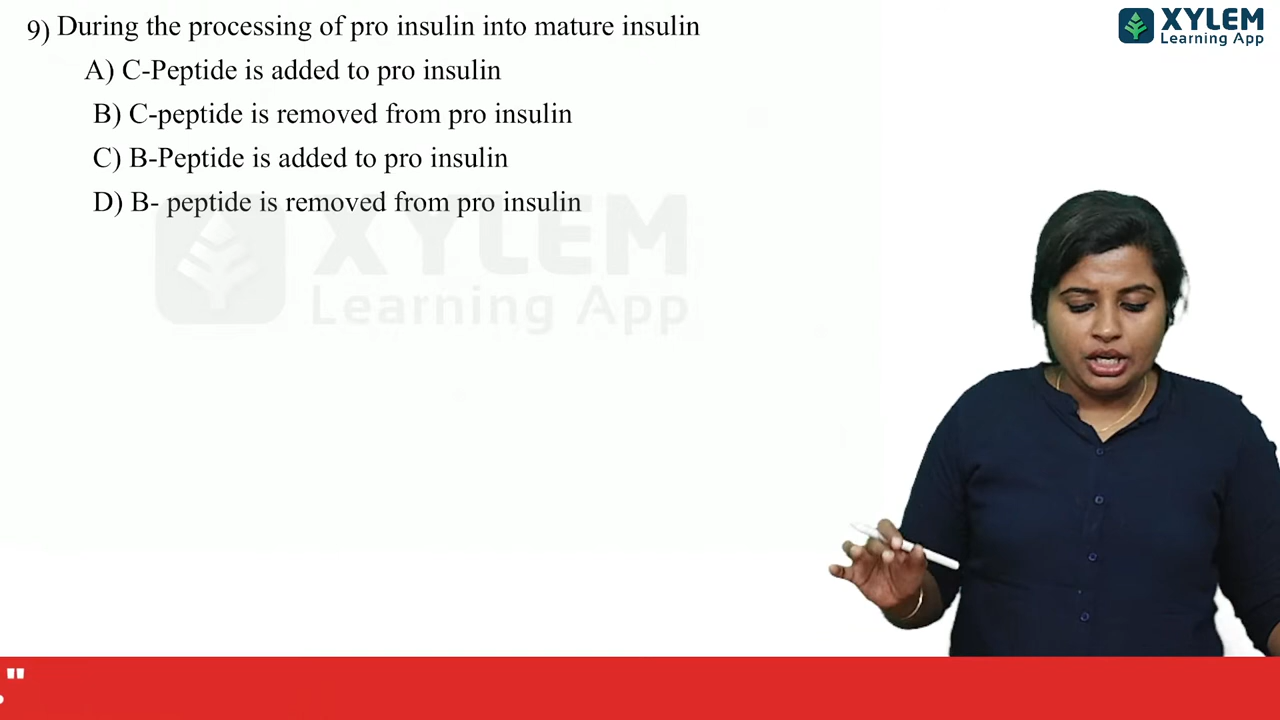 9) During the processing of pro insulin into mature insulin
A) C-Peptide is added to pro insulin
B) C-peptide is removed from pro insulin
C) B-Peptide is added to pro insulin
D) B- peptide is removed from pro insulin
XYLEM
Learning App
XYLEM
Learning App
."